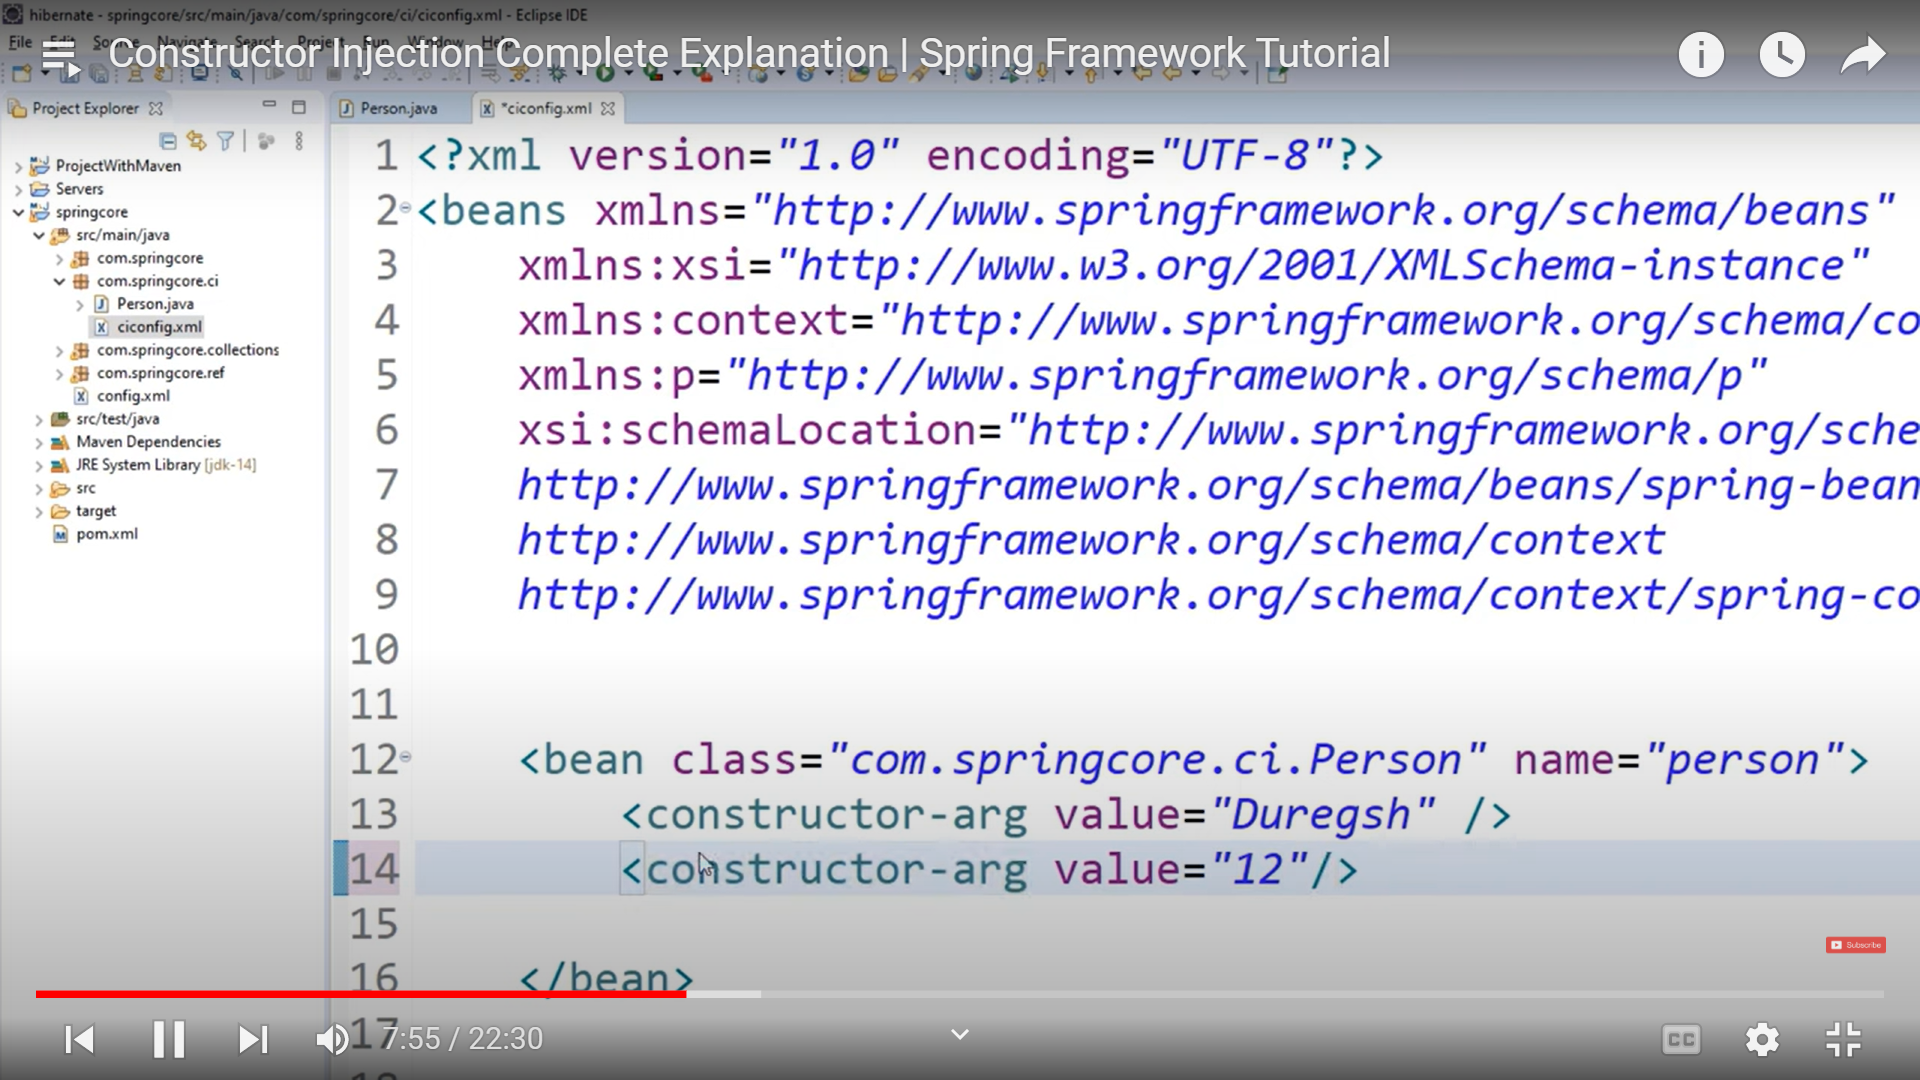 hibernate - springcore/src/main/java/com/springcore/ci/ciconfig.xml - Eclipse IDE
File Edit Source Navigate Search Project Run Window Help
Constructor Injection Complete Explanation | Spring Framework Tutorial
Project Explorer
Person.java
*ciconfig.xml
ProjectWithMaven
Servers
springcore
src/main/java
com.springcore
com.springcore.ci
Person.java
ciconfig.xml
com.springcore.collections
com.springcore.ref
config.xml
src/test/java
Maven Dependencies
JRE System Library [jdk-14]
src
target
pom.xml
1 <?xml version="1.0" encoding="UTF-8"?>
2 <beans xmlns="http://www.springframework.org/schema/beans"
3 xmlns:xsi="http://www.w3.org/2001/XMLSchema-instance"
4 xmlns:context="http://www.springframework.org/schema/co
5 xmlns:p="http://www.springframework.org/schema/p"
6 xsi:schemaLocation="http://www.springframework.org/sche
7 http://www.springframework.org/schema/beans/spring-bean
8 http://www.springframework.org/schema/context
9 http://www.springframework.org/schema/context/spring-co
10
11
12 <bean class="com.springcore.ci.Person" name="person">
13 <constructor-arg value="Duregsh" />
14 <constructor-arg value="12"/>
15
Subscribe
16 </bean>
17
7:55 / 22:30
CC